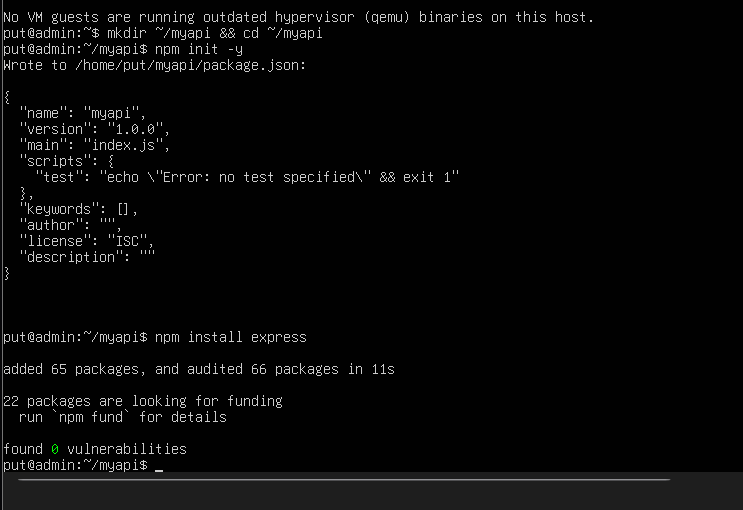 No VM guests are running outdated hypervisor (qemu) binaries on this host.
put@admin:~$ mkdir ~/myapi && cd ~/myapi
put@admin:~/myapi$ npm init -y
Wrote to /home/put/myapi/package.json:
{
  "name": "myapi",
  "version": "1.0.0",
  "main": "index.js",
  "scripts": {
    "test": "echo \"Error: no test specified\" && exit 1"
  },
  "keywords": [],
  "author": "",
  "license": "ISC",
  "description": ""
}
put@admin:~/myapi$ npm install express
added 65 packages, and audited 66 packages in 11s
22 packages are looking for funding
  run `npm fund` for details
found 0 vulnerabilities
put@admin:~/myapi$ _